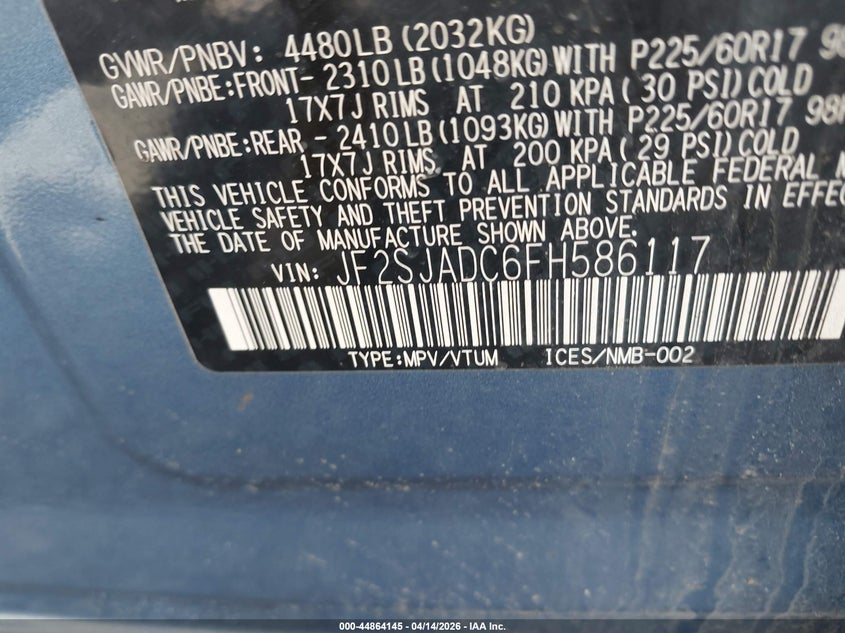 GVWR/PNBV: 4480LB(2032KG)
GAWR/PNBE:FRONT- 2310LB(1048KG)WITH P225/60R17 98
17X7J RIMS AT 210 KPA(30 PSI)COLD
GAWR/PNBE:REAR - 2410LB(1093KG)WITH P225/60R17 98
17X7J RIMS AT 200 KPA(29 PSI)COLD
THIS VEHICLE CONFORMS TO ALL APPLICABLE FEDERAL
VEHICLE SAFETY AND THEFT PREVENTION STANDARDS IN EFFEC
THE DATE OF MANUFACTURE SHOWN ABOVE.
VIN: JF2SJADC6FH586117
TYPE:MPV/VTUM ICES/NMB-002
000-44864145 - 04/14/2026 - IAA Inc.